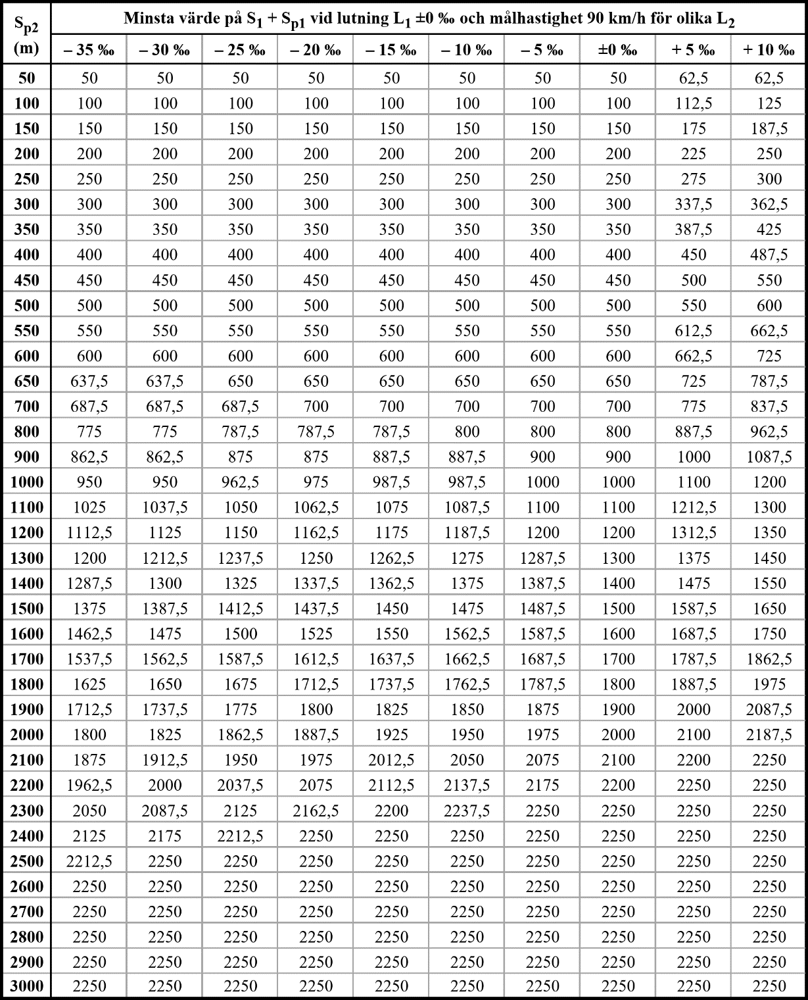 S_p2 (m) Minsta värde på S_1 + S_p1 vid lutning L_1 ±0 ‰ och målhastighet 90 km/h för olika L_2
– 35 ‰ – 30 ‰ – 25 ‰ – 20 ‰ – 15 ‰ – 10 ‰ – 5 ‰ ±0 ‰ + 5 ‰ + 10 ‰
50 50 50 50 50 50 50 50 50 62,5 62,5
100 100 100 100 100 100 100 100 100 112,5 125
150 150 150 150 150 150 150 150 150 175 187,5
200 200 200 200 200 200 200 200 200 225 250
250 250 250 250 250 250 250 250 250 275 300
300 300 300 300 300 300 300 300 300 337,5 362,5
350 350 350 350 350 350 350 350 350 387,5 425
400 400 400 400 400 400 400 400 400 450 487,5
450 450 450 450 450 450 450 450 450 500 550
500 500 500 500 500 500 500 500 500 550 600
550 550 550 550 550 550 550 550 550 612,5 662,5
600 600 600 600 600 600 600 600 600 662,5 725
650 637,5 637,5 650 650 650 650 650 650 725 787,5
700 687,5 687,5 687,5 700 700 700 700 700 775 837,5
800 775 775 787,5 787,5 787,5 800 800 800 887,5 962,5
900 862,5 862,5 875 875 887,5 887,5 900 900 1000 1087,5
1000 950 950 962,5 975 987,5 987,5 1000 1000 1100 1200
1100 1025 1037,5 1050 1062,5 1075 1087,5 1100 1100 1212,5 1300
1200 1112,5 1125 1150 1162,5 1175 1187,5 1200 1200 1312,5 1350
1300 1200 1212,5 1237,5 1250 1262,5 1275 1287,5 1300 1375 1450
1400 1287,5 1300 1325 1337,5 1362,5 1375 1387,5 1400 1475 1550
1500 1375 1387,5 1412,5 1437,5 1450 1475 1487,5 1500 1587,5 1650
1600 1462,5 1475 1500 1525 1550 1562,5 1587,5 1600 1687,5 1750
1700 1537,5 1562,5 1587,5 1612,5 1637,5 1662,5 1687,5 1700 1787,5 1862,5
1800 1625 1650 1675 1712,5 1737,5 1762,5 1787,5 1800 1887,5 1975
1900 1712,5 1737,5 1775 1800 1825 1850 1875 1900 2000 2087,5
2000 1800 1825 1862,5 1887,5 1925 1950 1975 2000 2100 2187,5
2100 1875 1912,5 1950 1975 2012,5 2050 2075 2100 2200 2250
2200 1962,5 2000 2037,5 2075 2112,5 2137,5 2175 2200 2250 2250
2300 2050 2087,5 2125 2162,5 2200 2237,5 2250 2250 2250 2250
2400 2125 2175 2212,5 2250 2250 2250 2250 2250 2250 2250
2500 2212,5 2250 2250 2250 2250 2250 2250 2250 2250 2250
2600 2250 2250 2250 2250 2250 2250 2250 2250 2250 2250
2700 2250 2250 2250 2250 2250 2250 2250 2250 2250 2250
2800 2250 2250 2250 2250 2250 2250 2250 2250 2250 2250
2900 2250 2250 2250 2250 2250 2250 2250 2250 2250 2250
3000 2250 2250 2250 2250 2250 2250 2250 2250 2250 2250